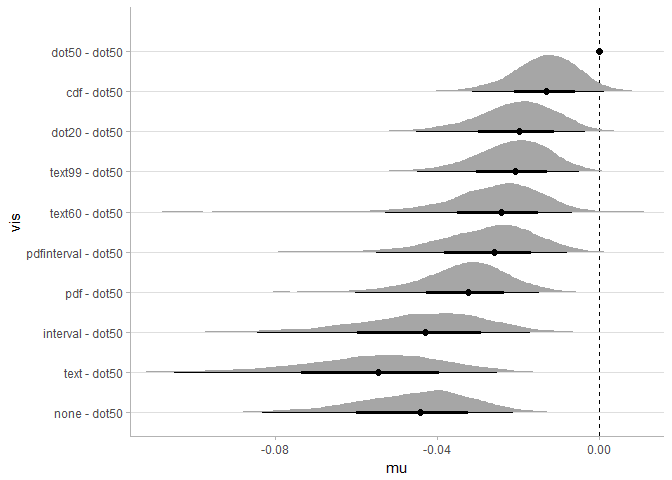 vis
dot50 - dot50
cdf - dot50
dot20 - dot50
text99 - dot50
text60 - dot50
pdfinterval - dot50
pdf - dot50
interval - dot50
text - dot50
none - dot50
-0.08
-0.04
0.00
mu